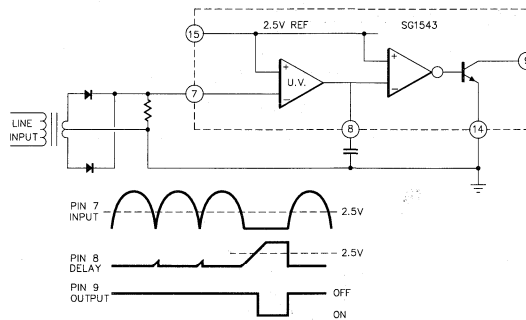 2.5V REF
SG1543
15
+
U.V.
−
+
−
7
8
14
9
LINE
INPUT
PIN 7
INPUT
2.5V
PIN 8
DELAY
2.5V
PIN 9
OUTPUT
OFF
ON